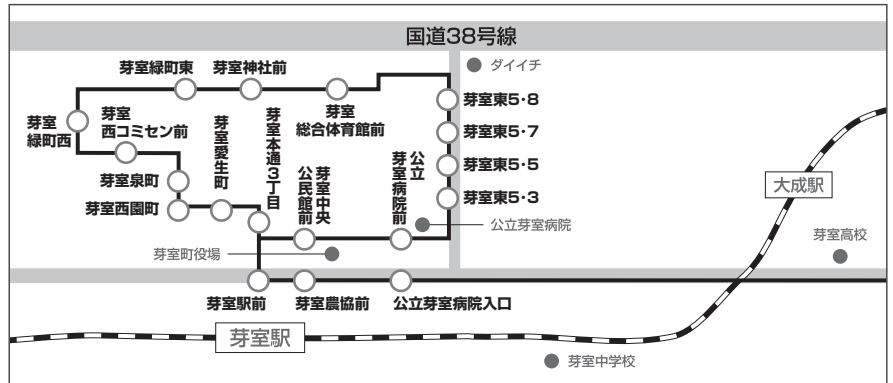 国道38号線
ダイイチ
芽室緑町東
芽室神社前
芽室
総合体育館前
芽室
緑町西
芽室
西コミセン前
芽室泉町
芽室西園町
芽室愛生町
芽室本通3丁目
芽室中央
公民館前
公立
芽室病院前
芽室東5・8
芽室東5・7
芽室東5・5
芽室東5・3
公立芽室病院
芽室町役場
大成駅
芽室高校
芽室駅前
芽室農協前
公立芽室病院入口
芽室駅
芽室中学校